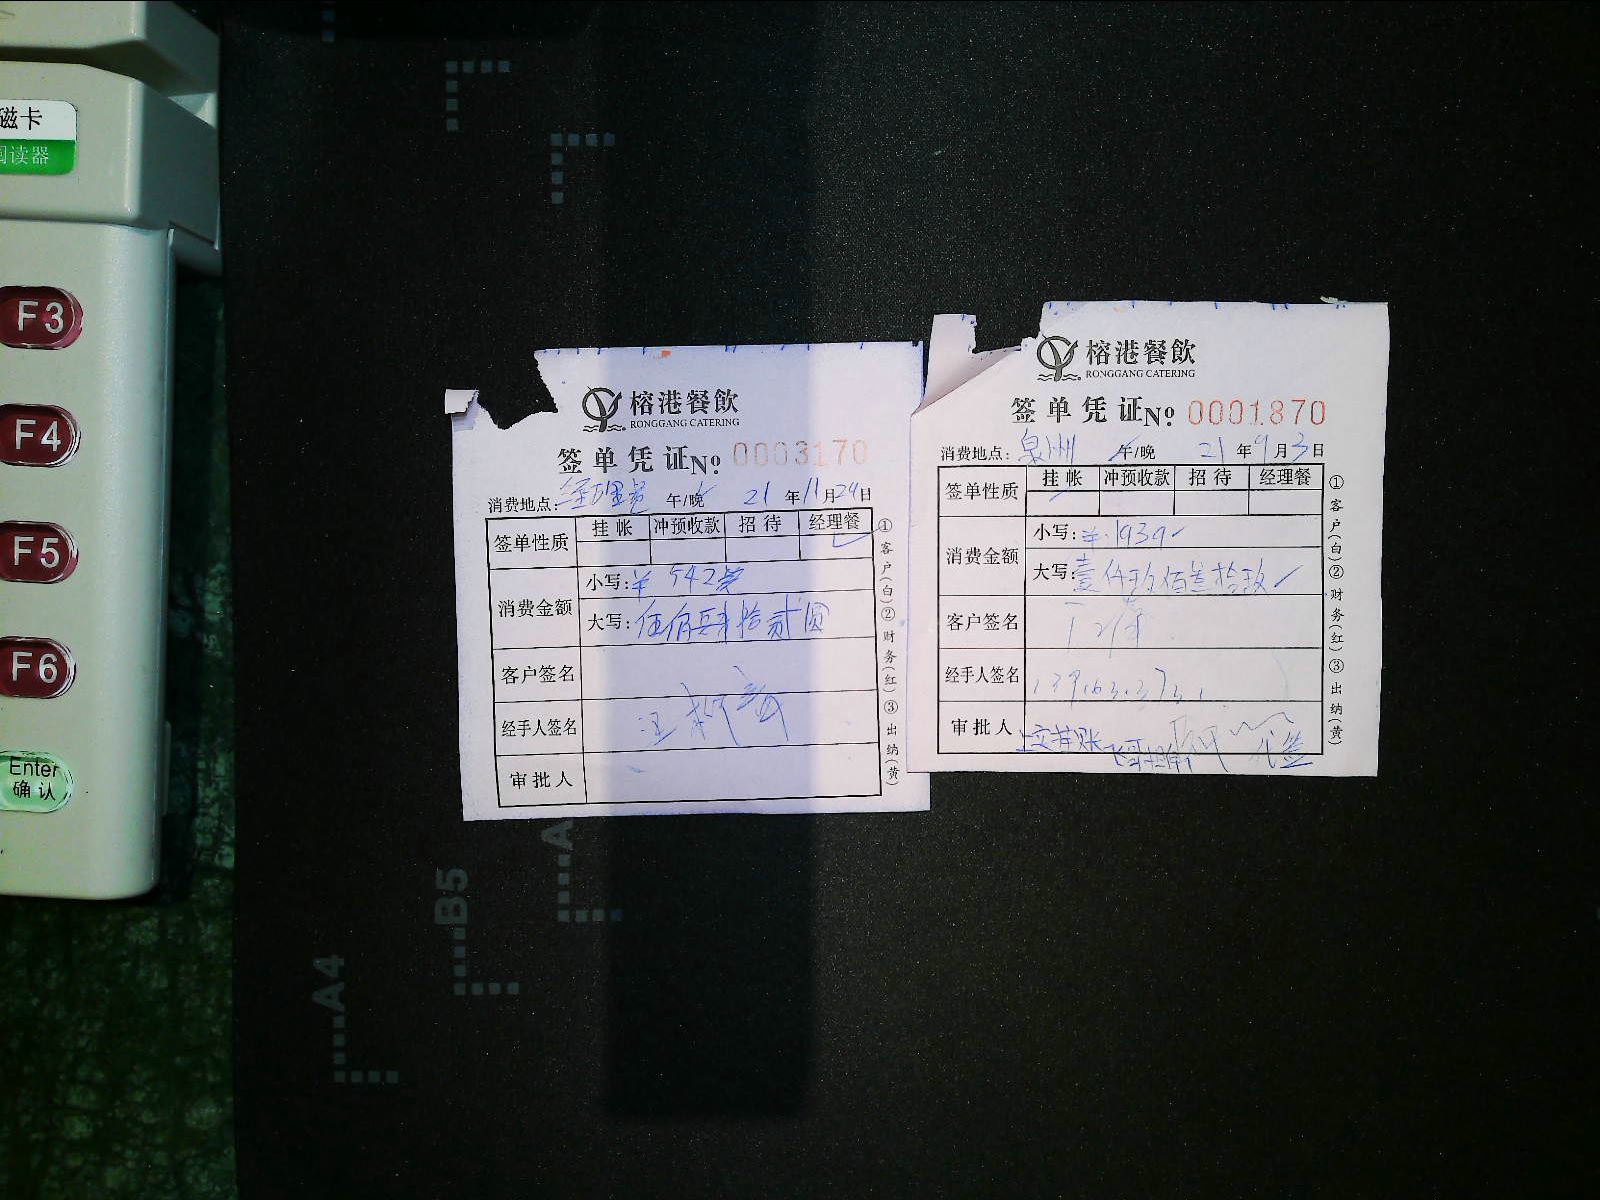 磁卡
阅读器
F3
F4
F5
F6
Enter
确认
榕港餐飲
RONGGANG CATERING
签单凭证№ 0003170
消费地点: 经理餐 午/晚 21年11月29日
签单性质 挂帐 冲预收款 招待 经理餐
消费金额 小写: ¥ 542
大写: 伍佰肆拾贰圆
客户签名
经手人签名
审批人
①客户(白)②财务(红)③出纳(黄)
榕港餐飲
RONGGANG CATERING
签单凭证№ 0001870
消费地点: 泉州 午/晚 21年9月3日
签单性质 挂帐 冲预收款 招待 经理餐
消费金额 小写: ¥.1939
大写: 壹仟玖佰叁拾玖
客户签名
经手人签名
审批人
①客户(白)②财务(红)③出纳(黄)
A4
B5
A